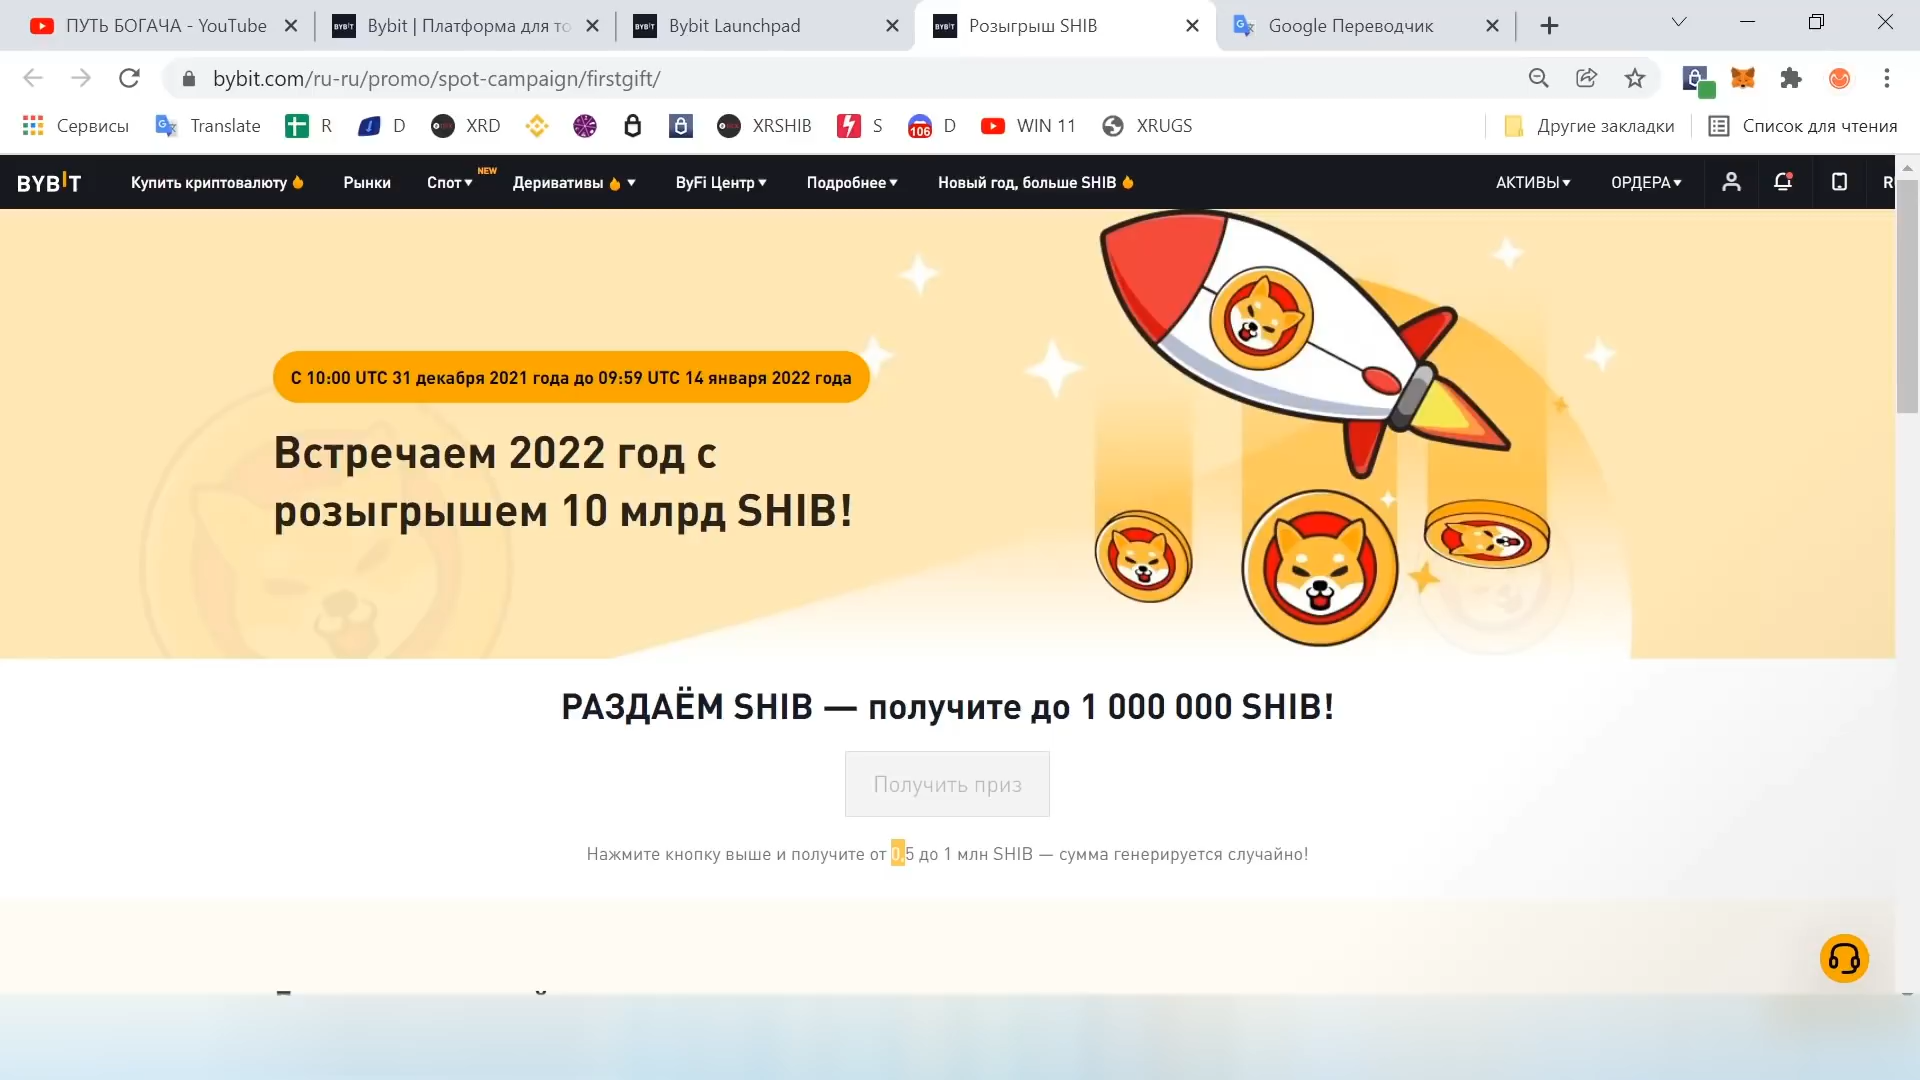 ПУТЬ БОГАЧА - YouTube
Bybit | Платформа для то
Bybit Launchpad
Розыгрыш SHIB
Google Переводчик
bybit.com/ru-ru/promo/spot-campaign/firstgift/
Сервисы
Translate
R
D
XRD
XRSHIB
S
106
D
WIN 11
XRUGS
Другие закладки
Список для чтения
BYBIT
Купить криптовалюту
Рынки
Спот
NEW
Деривативы
ByFi Центр
Подробнее
Новый год, больше SHIB
АКТИВЫ
ОРДЕРА
С 10:00 UTC 31 декабря 2021 года до 09:59 UTC 14 января 2022 года
Встречаем 2022 год с
розыгрышем 10 млрд SHIB!
РАЗДАЁМ SHIB — получите до 1 000 000 SHIB!
Получить приз
Нажмите кнопку выше и получите от 0,5 до 1 млн SHIB — сумма генерируется случайно!